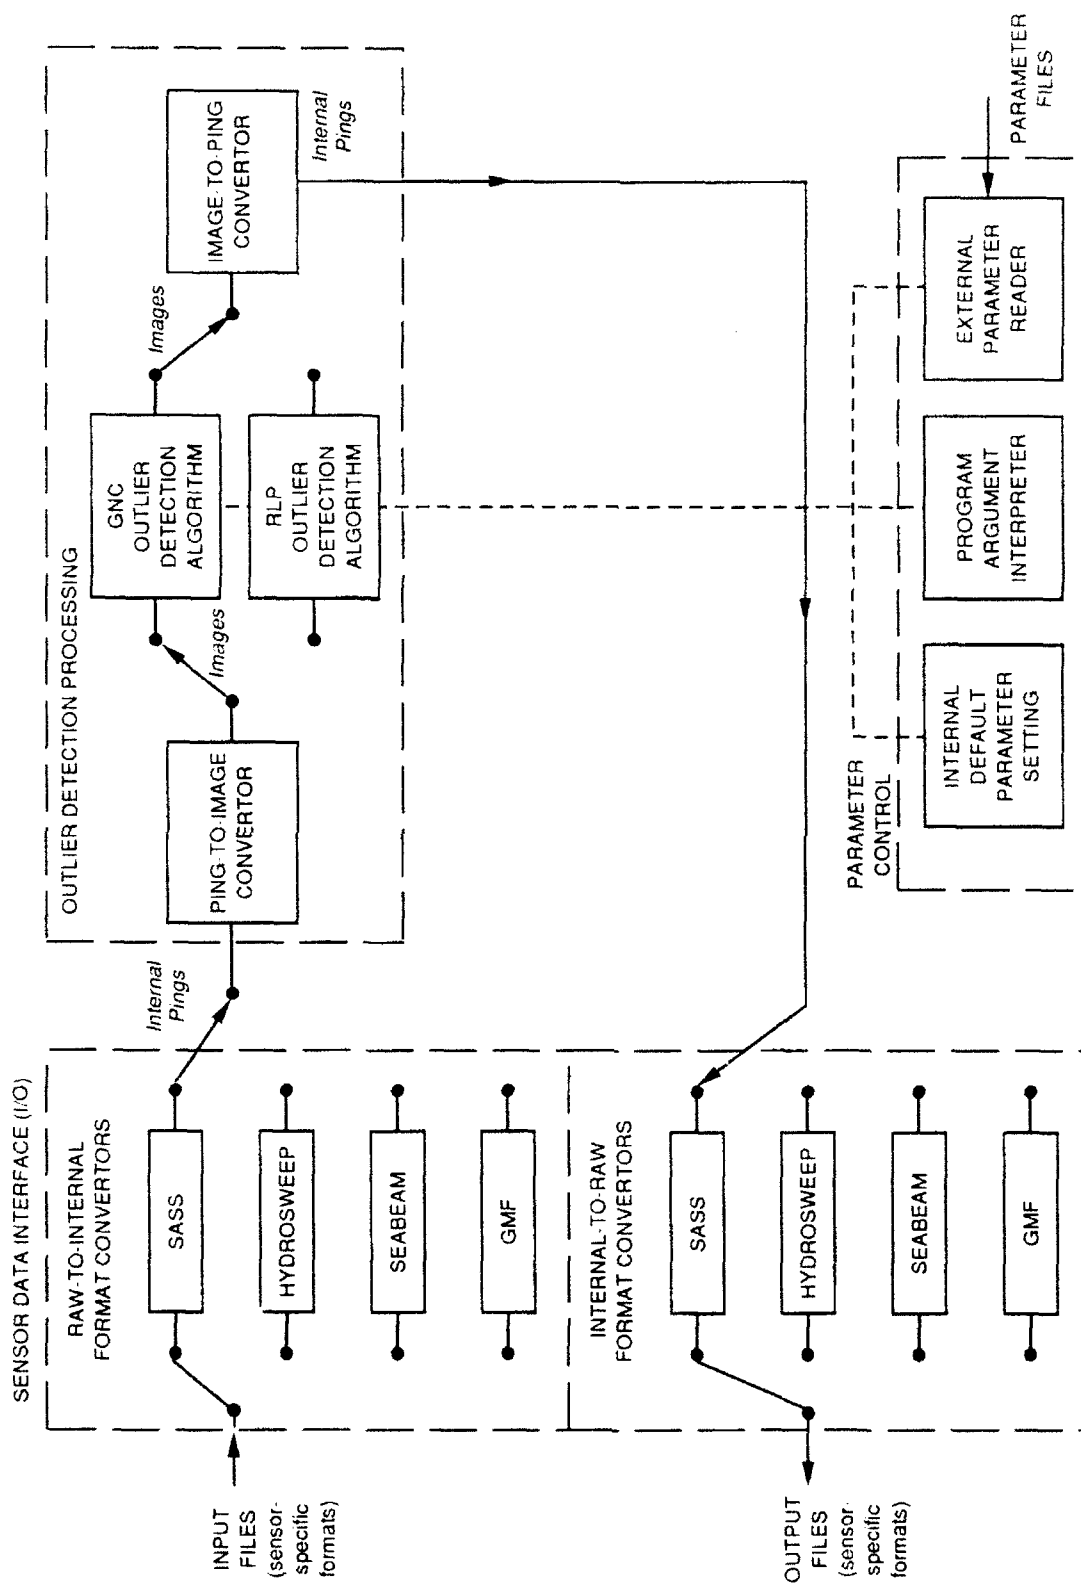 SENSOR DATA INTERFACE (I/O)
RAW-TO-INTERNAL
FORMAT CONVERTORS
INPUT
FILES
(sensor-
specific
formats)
SASS
HYDROSWEEP
SEABEAM
GMF
Internal
Pings
OUTLIER DETECTION PROCESSING
PING-TO-IMAGE
CONVERTOR
Images
GNC
OUTLIER
DETECTION
ALGORITHM
RLP
OUTLIER
DETECTION
ALGORITHM
Images
IMAGE-TO-PING
CONVERTOR
Internal
Pings
INTERNAL-TO-RAW
FORMAT CONVERTORS
OUTPUT
FILES
(sensor-
specific
formats)
SASS
HYDROSWEEP
SEABEAM
GMF
PARAMETER
CONTROL
INTERNAL
DEFAULT
PARAMETER
SETTING
PROGRAM
ARGUMENT
INTERPRETER
EXTERNAL
PARAMETER
READER
PARAMETER
FILES